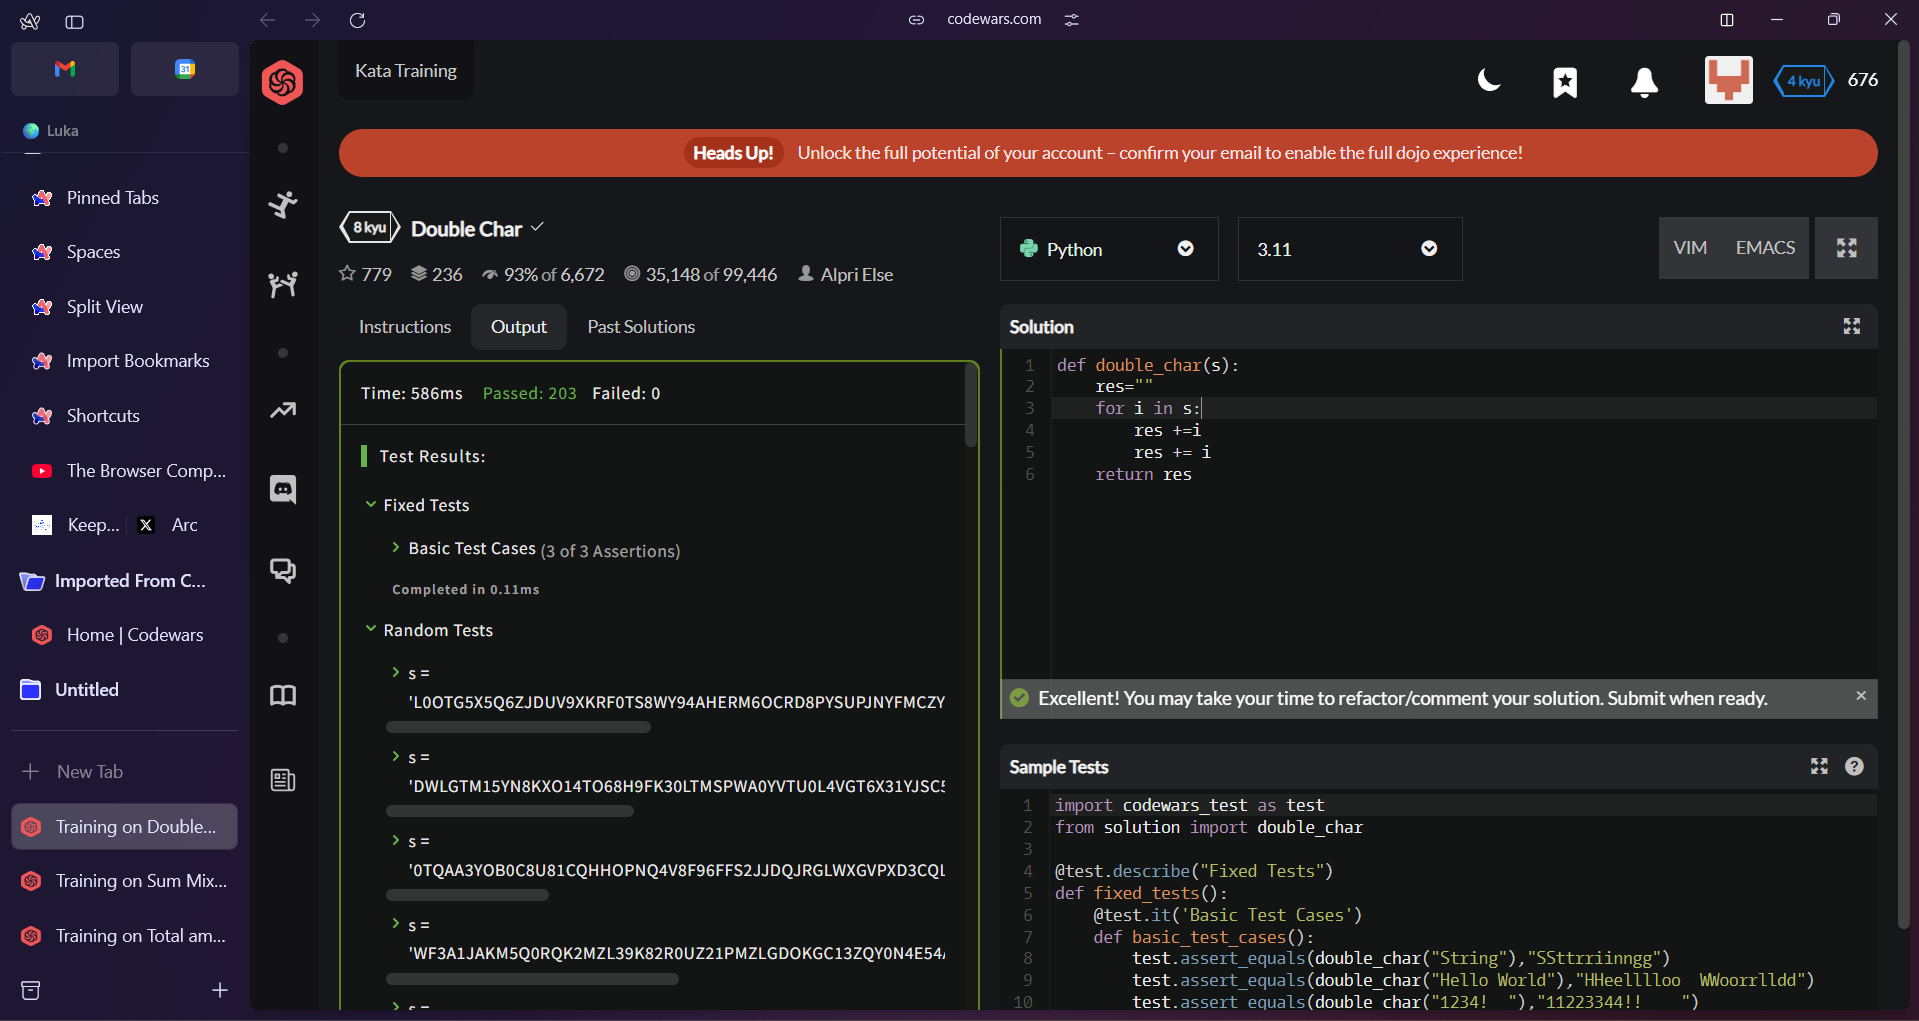 codewars.com
31
Luka
Pinned Tabs
Spaces
Split View
Import Bookmarks
Shortcuts
The Browser Comp...
Keep... X Arc
Imported From C...
Home | Codewars
Untitled
New Tab
Training on Double...
Training on Sum Mix...
Training on Total am...
Kata Training
4 kyu 676
Heads Up! Unlock the full potential of your account – confirm your email to enable the full dojo experience!
8 kyu Double Char
779 236 93% of 6,672 35,148 of 99,446 Alpri Else
Instructions Output Past Solutions
Time: 586ms Passed: 203 Failed: 0
Test Results:
Fixed Tests
Basic Test Cases (3 of 3 Assertions)
Completed in 0.11ms
Random Tests
s =
'L0OTG5X5Q6ZJDUV9XKRF0TS8WY94AHERM6OCRD8PYSUPJNYFMCZY
s =
'DWLGTM15YN8KXO14TO68H9FK30LTMSPWA0YVTU0L4VGT6X31YJSC5
s =
'0TQAA3YOB0C8U81CQHHOPNQ4V8F96FFS2JJDQJRGLWXGVPXD3CQL
s =
'WF3A1JAKM5Q0RQK2MZL39K82R0UZ21PMZLGDOKGC13ZQY0N4E54
s =
Python 3.11 VIM EMACS
Solution
1 def double_char(s):
2     res=""
3     for i in s:
4         res +=i
5         res += i
6     return res
Excellent! You may take your time to refactor/comment your solution. Submit when ready.
Sample Tests
1 import codewars_test as test
2 from solution import double_char
3
4 @test.describe("Fixed Tests")
5 def fixed_tests():
6     @test.it('Basic Test Cases')
7     def basic_test_cases():
8         test.assert_equals(double_char("String"),"SSttrriinngg")
9         test.assert_equals(double_char("Hello World"),"HHeelllloo  WWoorrlldd")
10         test.assert_equals(double_char("1234!_ "),"11223344!!__  ")